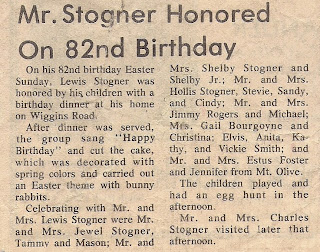 Mr. Stogner Honored
On 82nd Birthday
On his 82nd birthday Easter
Sunday, Lewis Stogner was
honored by his children with a
birthday dinner at his home
on Wiggins Road.
After dinner was served,
the group sang "Happy
Birthday" and cut the cake,
which was decorated with
spring colors and carried out
an Easter theme with bunny
rabbits.
Celebrating with Mr. and
Mrs. Lewis Stogner were Mr.
and Mrs. Jewel Stogner,
Tammy and Mason; Mr. and
Mrs. Shelby Stogner and
Shelby Jr.; Mr. and Mrs.
Hollis Stogner, Stevie, Sandy,
and Cindy; Mr. and Mrs.
Jimmy Rogers and Michael;
Mrs. Gail Bourgoyne and
Christina; Elvis, Anita, Ka-
thy, and Vickie Smith; and
Mr. and Mrs. Estus Foster
and Jennifer from Mt. Olive.
The children played and
had an egg hunt in the
afternoon.
Mr. and Mrs. Charles
Stogner visited later that
afternoon.